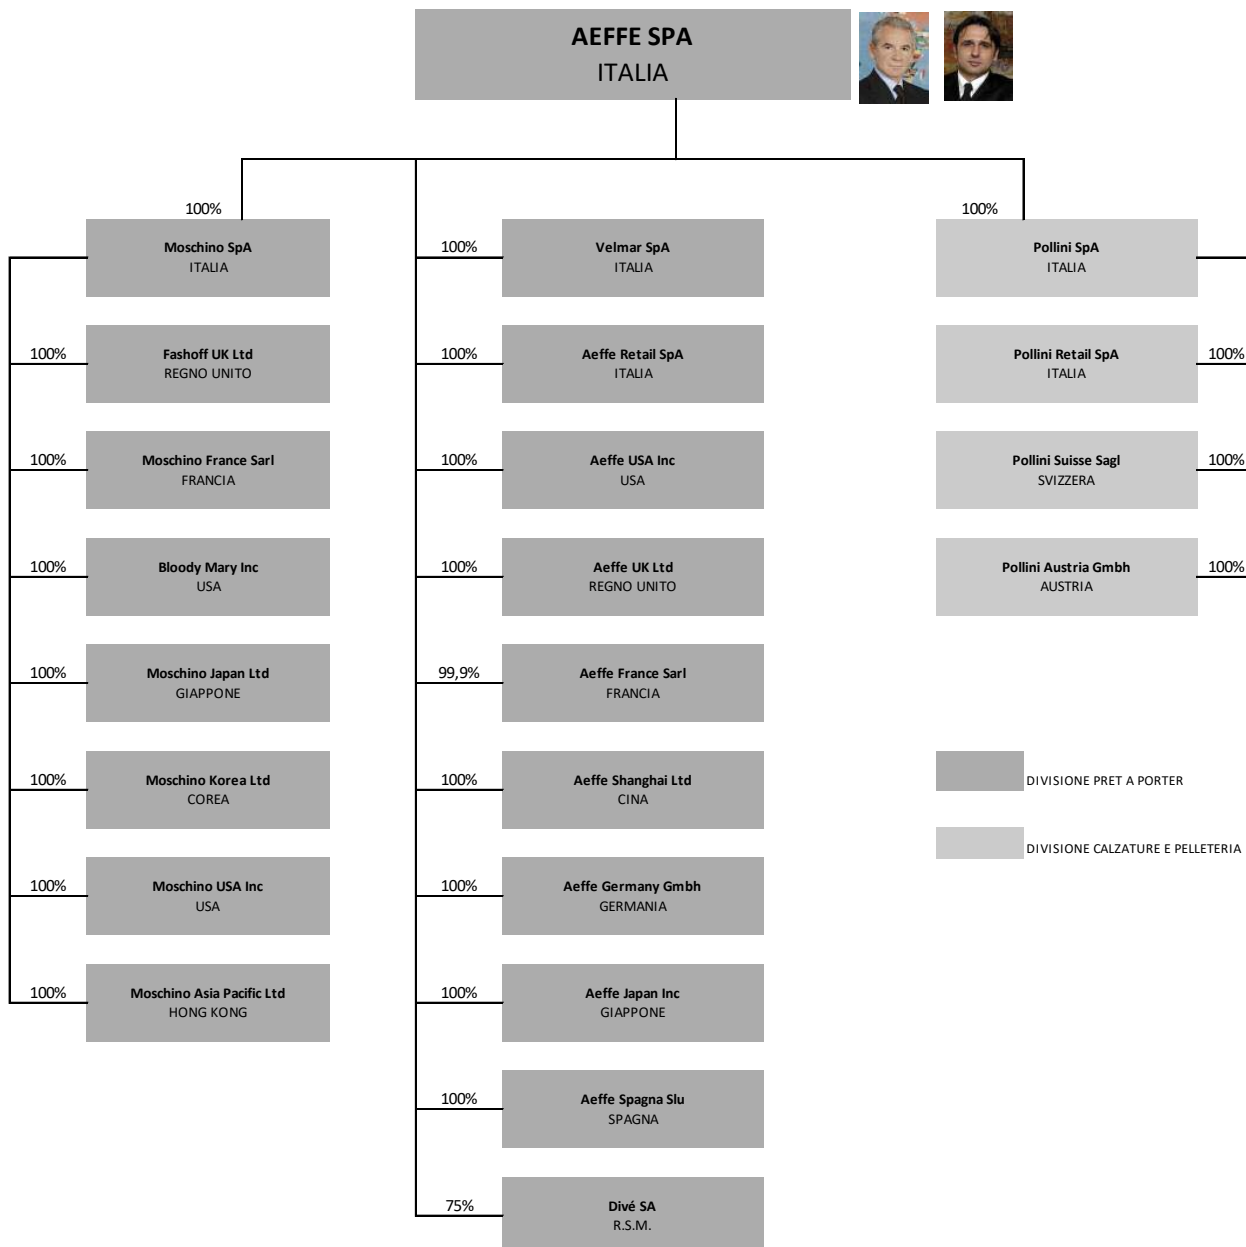 AEFFE SPA
ITALIA
100%
Moschino SpA
ITALIA
100%
Fashoff UK Ltd
REGNO UNITO
100%
Moschino France Sarl
FRANCIA
100%
Bloody Mary Inc
USA
100%
Moschino Japan Ltd
GIAPPONE
100%
Moschino Korea Ltd
COREA
100%
Moschino USA Inc
USA
100%
Moschino Asia Pacific Ltd
HONG KONG
100%
Velmar SpA
ITALIA
100%
Aeffe Retail SpA
ITALIA
100%
Aeffe USA Inc
USA
100%
Aeffe UK Ltd
REGNO UNITO
99,9%
Aeffe France Sarl
FRANCIA
100%
Aeffe Shanghai Ltd
CINA
100%
Aeffe Germany Gmbh
GERMANIA
100%
Aeffe Japan Inc
GIAPPONE
100%
Aeffe Spagna Slu
SPAGNA
75%
Divé SA
R.S.M.
100%
Pollini SpA
ITALIA
Pollini Retail SpA
ITALIA
100%
Pollini Suisse Sagl
SVIZZERA
100%
Pollini Austria Gmbh
AUSTRIA
100%
DIVISIONE PRET A PORTER
DIVISIONE CALZATURE E PELLETERIA